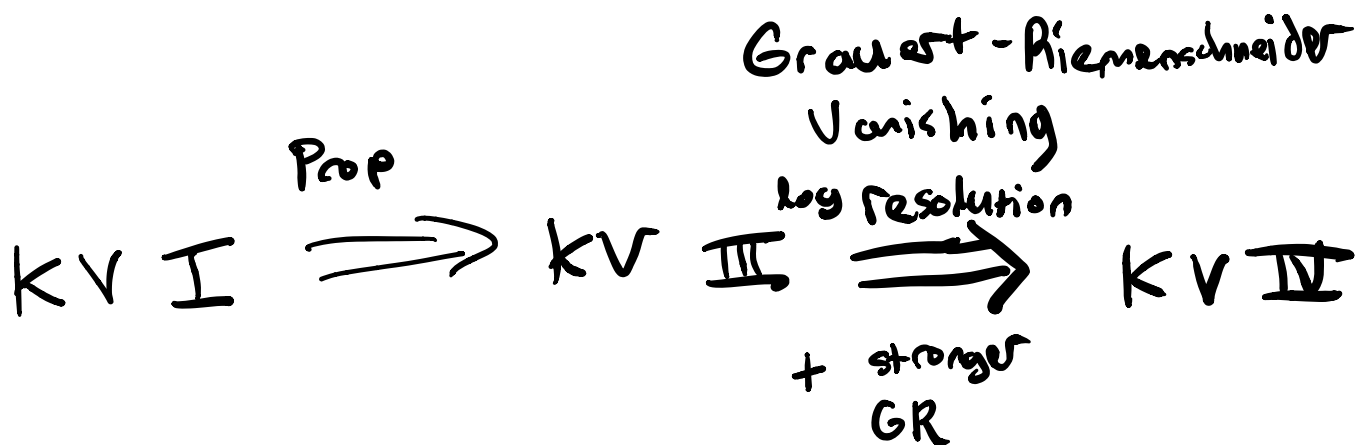 Grauert-Riemenschneider
Vanishing
Prop
log resolution
KV I ⟹ KV III ⟹ KV IV
+ stronger
GR